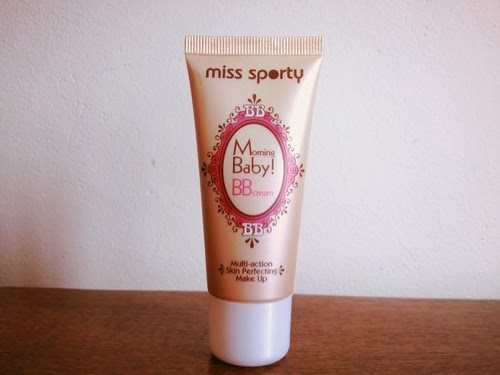 miss sporty
BB
Morning
Baby!
BB cream
BB
Multi-action
Skin Perfecting
Make Up